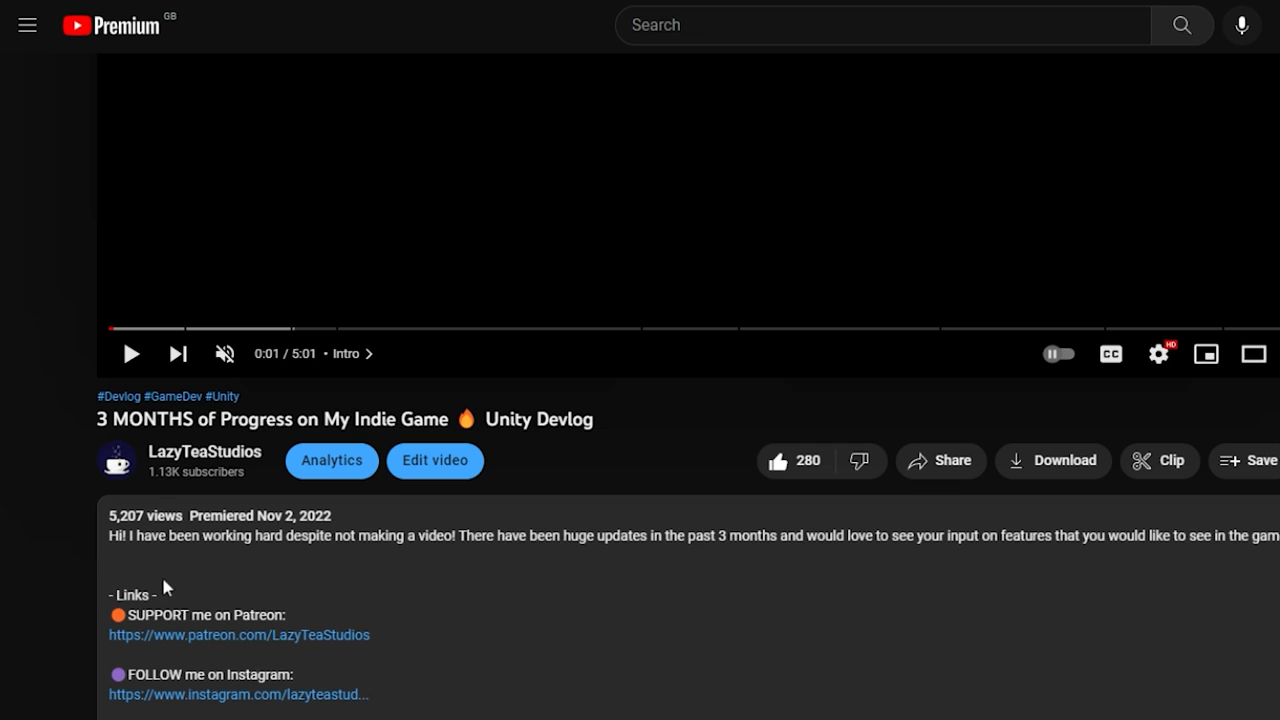 Premium GB
Search
0:01 / 5:01 • Intro
CC
HD
#Devlog #GameDev #Unity
3 MONTHS of Progress on My Indie Game 🔥 Unity Devlog
LazyTeaStudios
1.13K subscribers
Analytics
Edit video
280
Share
Download
Clip
Save
5,207 views Premiered Nov 2, 2022
Hi! I have been working hard despite not making a video! There have been huge updates in the past 3 months and would love to see your input on features that you would like to see in the gam
- Links -
🟠SUPPORT me on Patreon:
https://www.patreon.com/LazyTeaStudios
🟣FOLLOW me on Instagram:
https://www.instagram.com/lazyteastud...